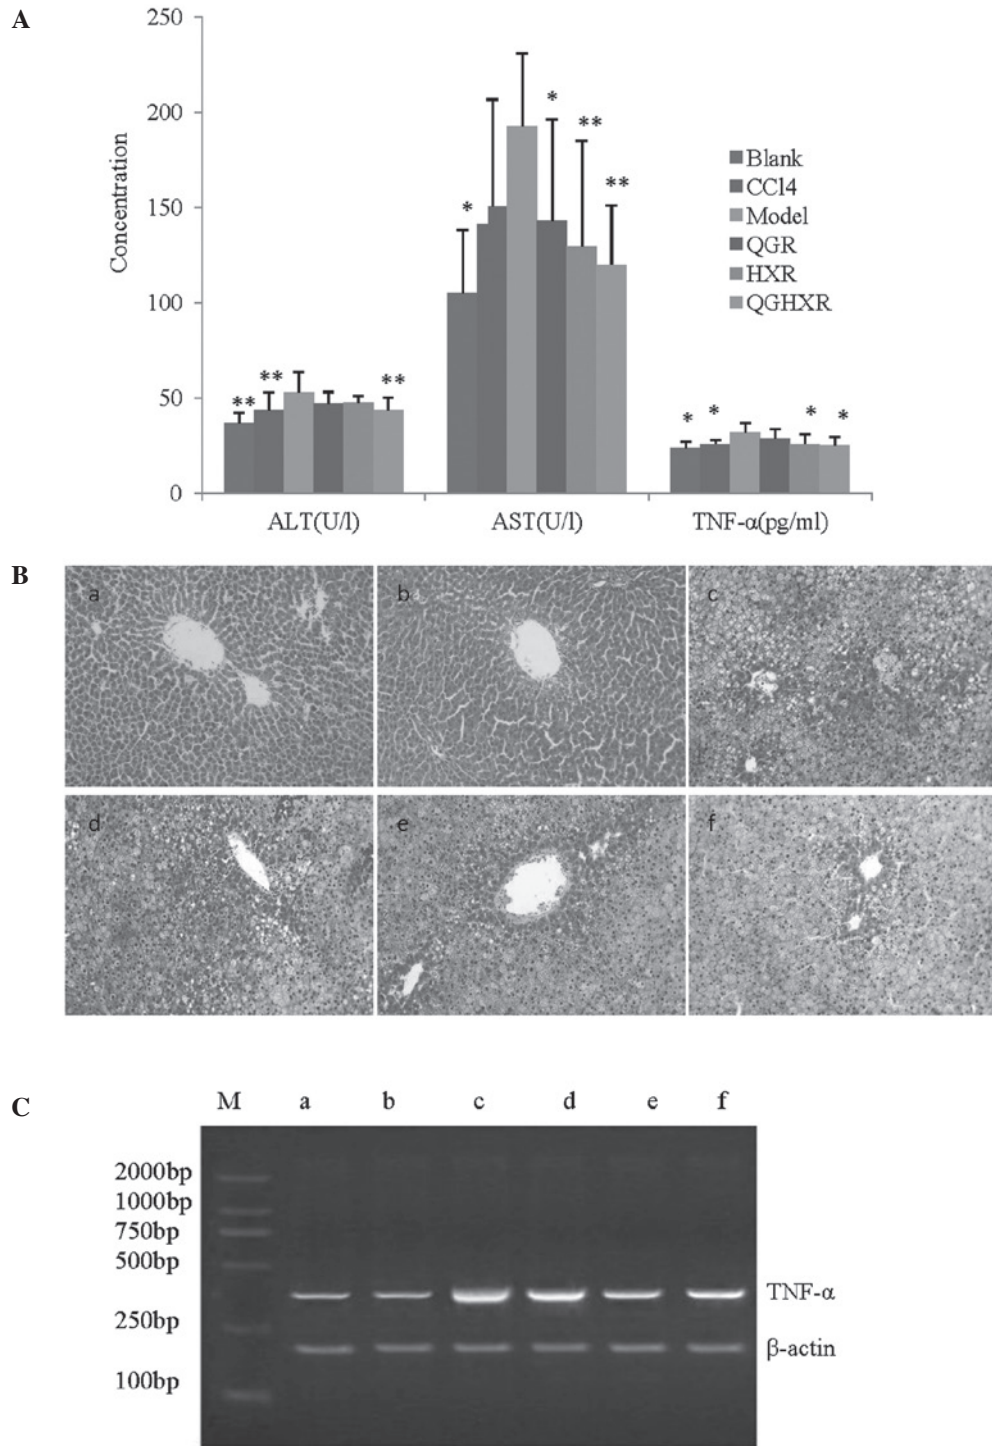 A
250
200
150
100
50
0
Concentration
** ** **
* * ** **
* * * *
Blank
CCl4
Model
QGR
HXR
QGHXR
ALT(U/l) AST(U/l) TNF-α(pg/ml)
B
a b c
d e f
C
M a b c d e f
2000bp
1000bp
750bp
500bp
250bp
100bp
TNF-α
β-actin